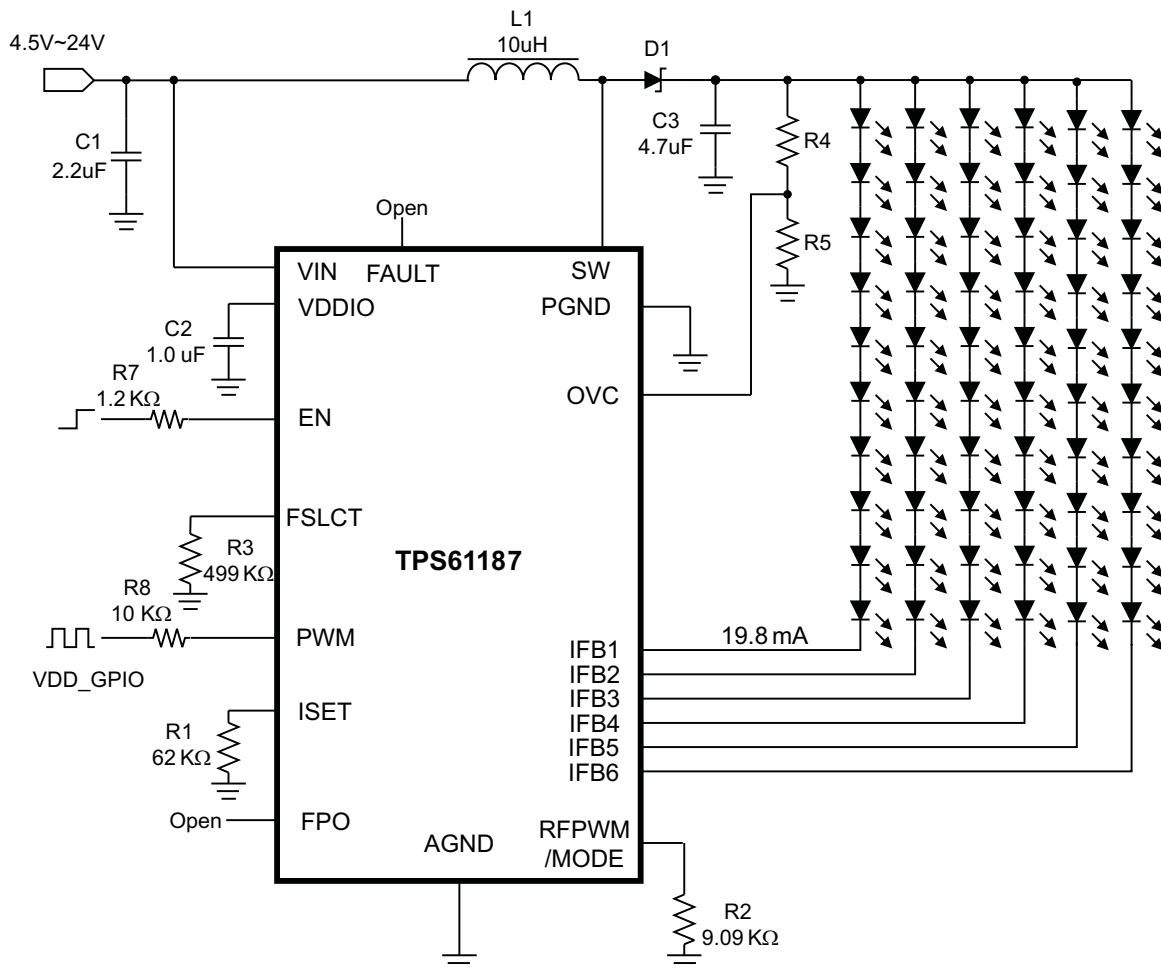 L1
10uH
4.5V~24V
D1
C1
2.2uF
C3
4.7uF
R4
R5
Open
VIN
FAULT
SW
VDDIO
PGND
C2
1.0 uF
R7
1.2 KΩ
EN
OVC
FSLCT
R3
499 KΩ
TPS61187
R8
10 KΩ
PWM
VDD_GPIO
19.8 mA
IFB1
IFB2
IFB3
IFB4
IFB5
IFB6
ISET
R1
62 KΩ
Open
FPO
AGND
RFPWM
/MODE
R2
9.09 KΩ